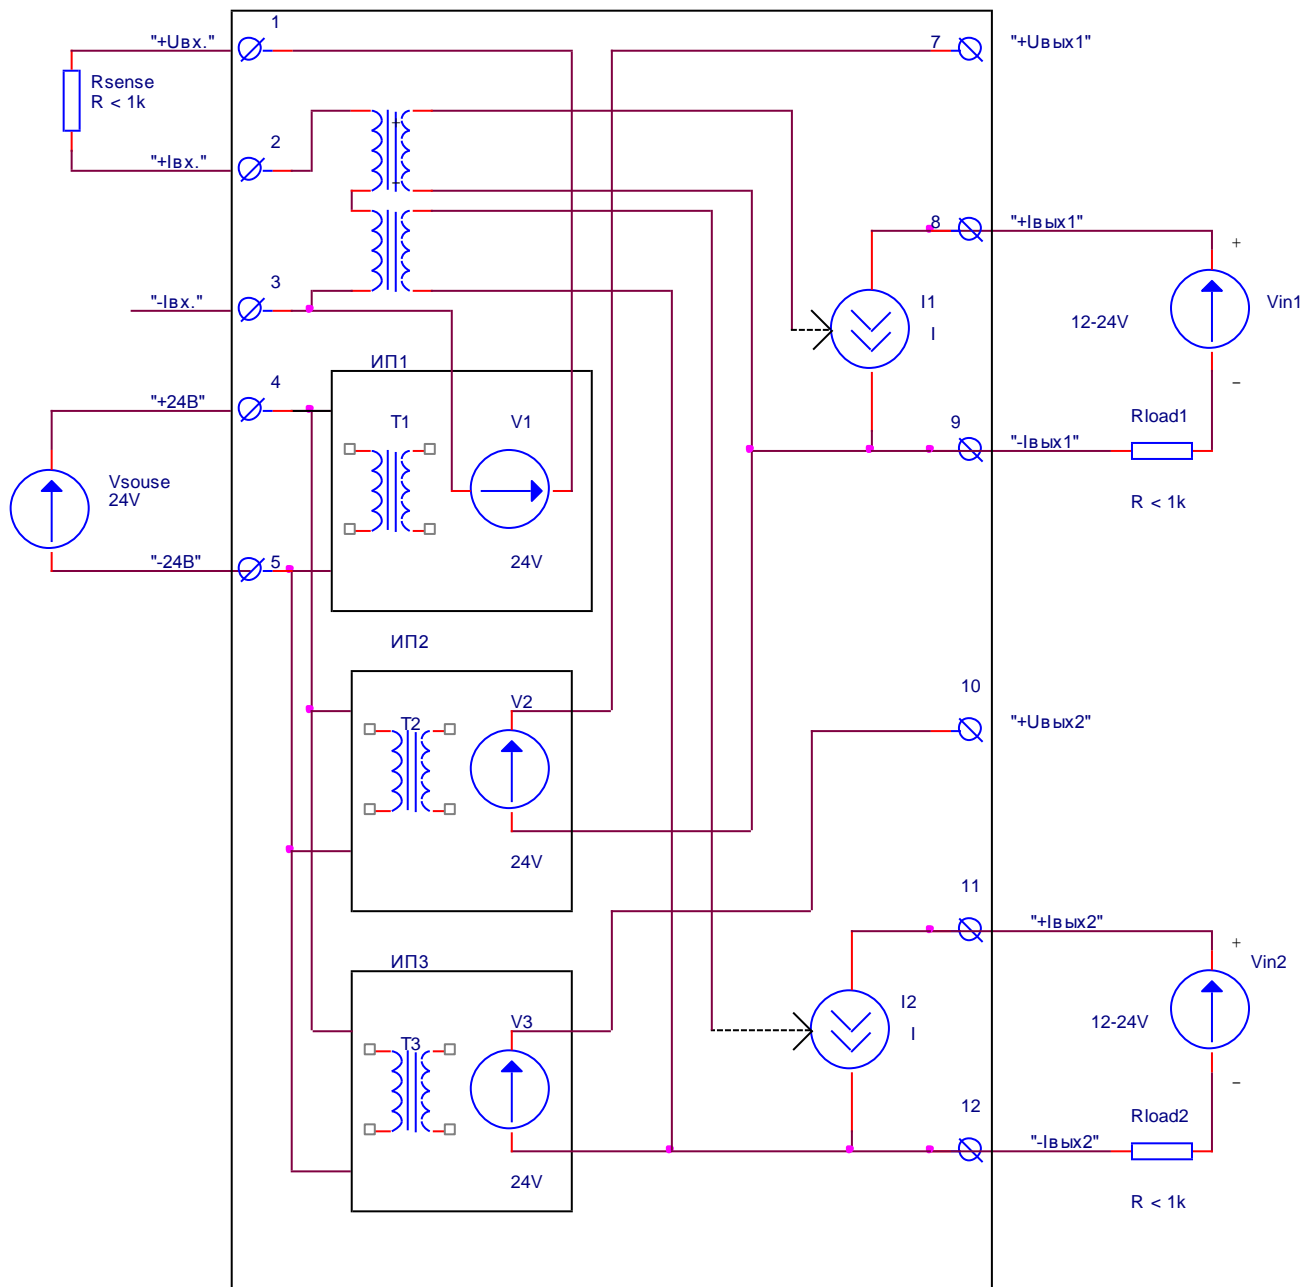 1
"+Uвх."
7
"+Uвых1"
Rsense
R < 1k
2
"+Iвх."
+
+
8
"+Iвых1"
+
3
"-Iвх."
I1
I
12-24V
Vin1
ИП1
4
"+24В"
T1
V1
−
9
"-Iвых1"
Rload1
Vsouse
24V
R < 1k
"-24В"
5
24V
ИП2
10
V2
T2
"+Uвых2"
24V
11
"+Iвых2"
+
ИП3
Vin2
I2
I
V3
T3
12-24V
−
12
Rload2
"-Iвых2"
24V
R < 1k